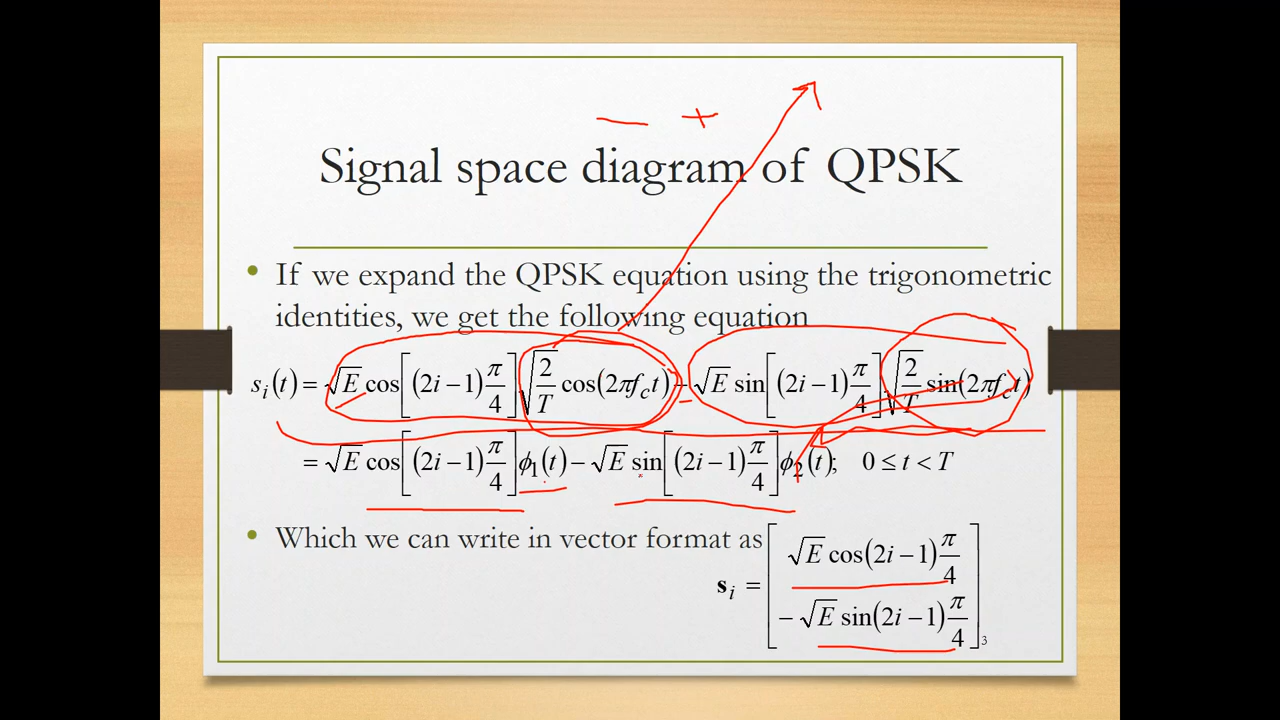 − +
Signal space diagram of QPSK
• If we expand the QPSK equation using the trigonometric
identities, we get the following equation
sᵢ(t) = √E cos[(2i−1)π/4] √(2/T) cos(2πf_c t) − √E sin[(2i−1)π/4] √(2/T) sin(2πf_c t)
= √E cos[(2i−1)π/4] ϕ₁(t) − √E sin[(2i−1)π/4] ϕ₂(t); 0 ≤ t < T
• Which we can write in vector format as
sᵢ = [ √E cos(2i−1)π/4
− √E sin(2i−1)π/4 ]
3